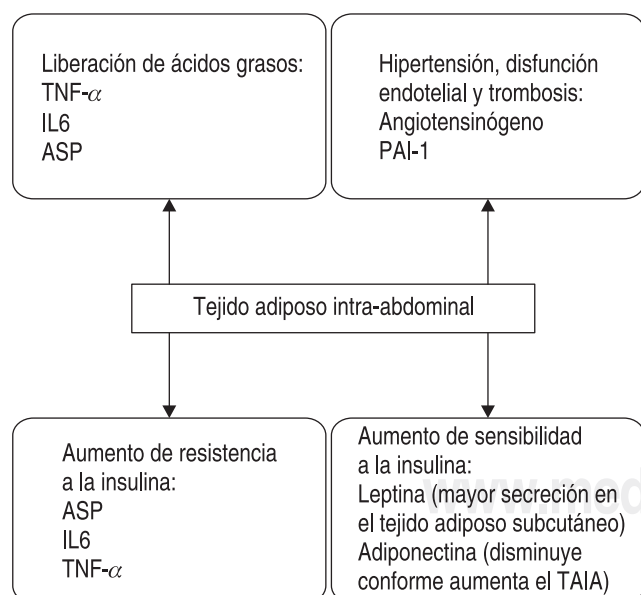 Liberación de ácidos grasos:
TNF-α
IL6
ASP
Hipertensión, disfunción
endotelial y trombosis:
Angiotensinógeno
PAI-1
Tejido adiposo intra-abdominal
Aumento de resistencia
a la insulina:
ASP
IL6
TNF-α
Aumento de sensibilidad
a la insulina:
Leptina (mayor secreción en
el tejido adiposo subcutáneo)
Adiponectina (disminuye
conforme aumenta el TAIA)